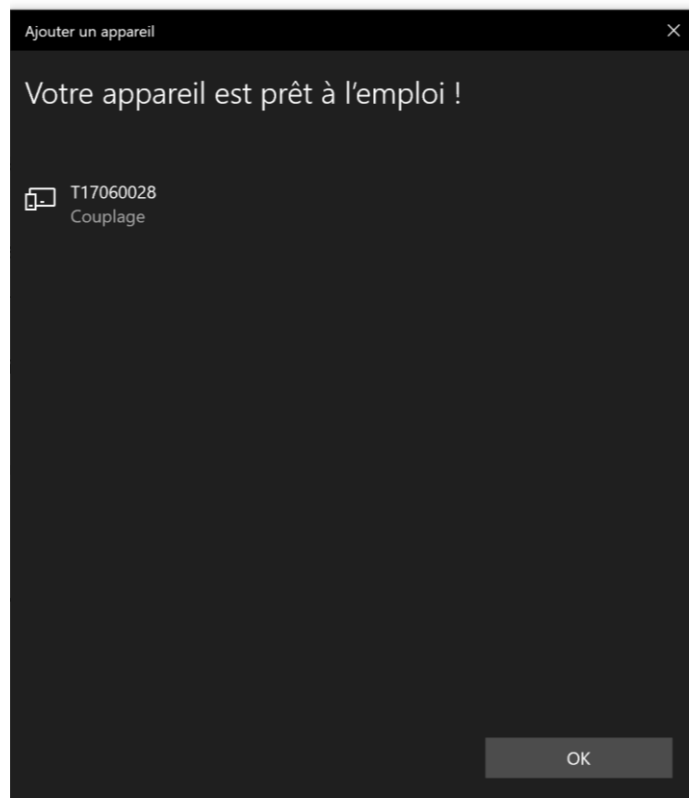 Ajouter un appareil
Votre appareil est prêt à l’emploi !
T17060028
Couplage
OK